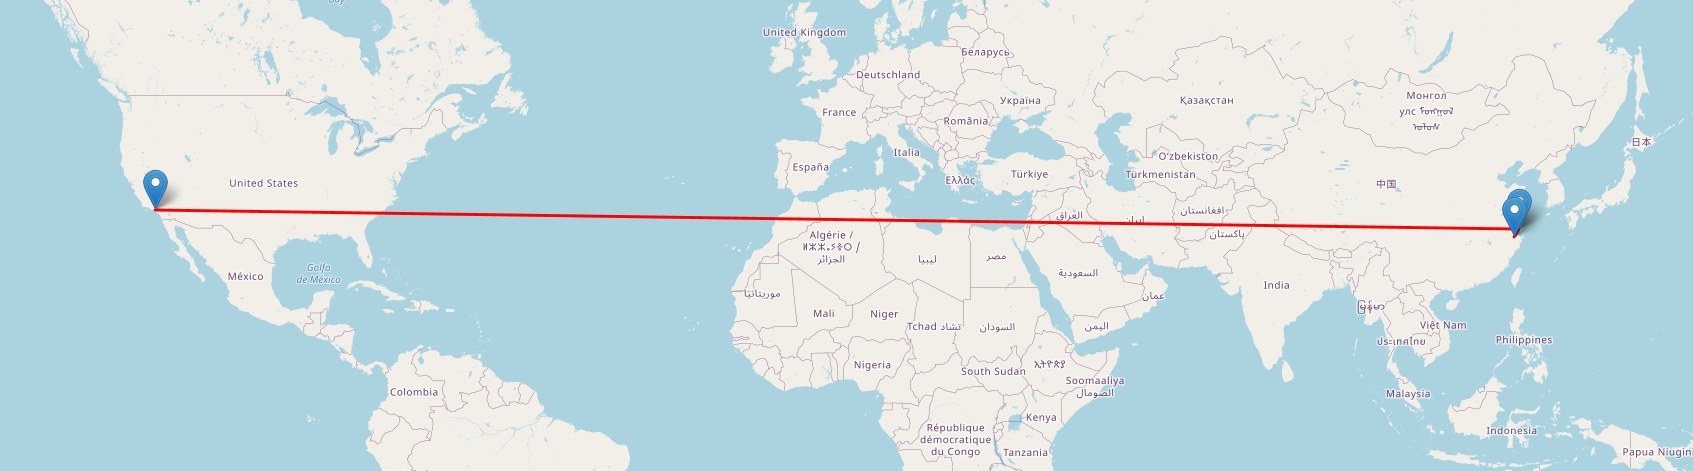 Bay
United Kingdom
Беларусь
Deutschland
Україна
Қазақстан
Монгол
улс
France
România
日本
Italia
O'zbekiston
España
Ελλάς
Türkiye
Türkmenistan
United States
中国
العراق
ایران
افغانستان
پاکستان
Algérie /
ⵍⵣⵣⴰⵢⴻⵔ /
الجزائر
ليبيا
مصر
السعودية
México
Golfo
de México
India
موريتانيا
عمان
Mali
Niger
Tchad تشاد
السودان
اليمن
Việt Nam
ประเทศไทย
Philippines
Nigeria
South Sudan
ኢትዮጵያ
Soomaaliya
الصومال
Colombia
Malaysia
Kenya
République
démocratique
du Congo
Indonesia
Tanzania
Papua Niugin